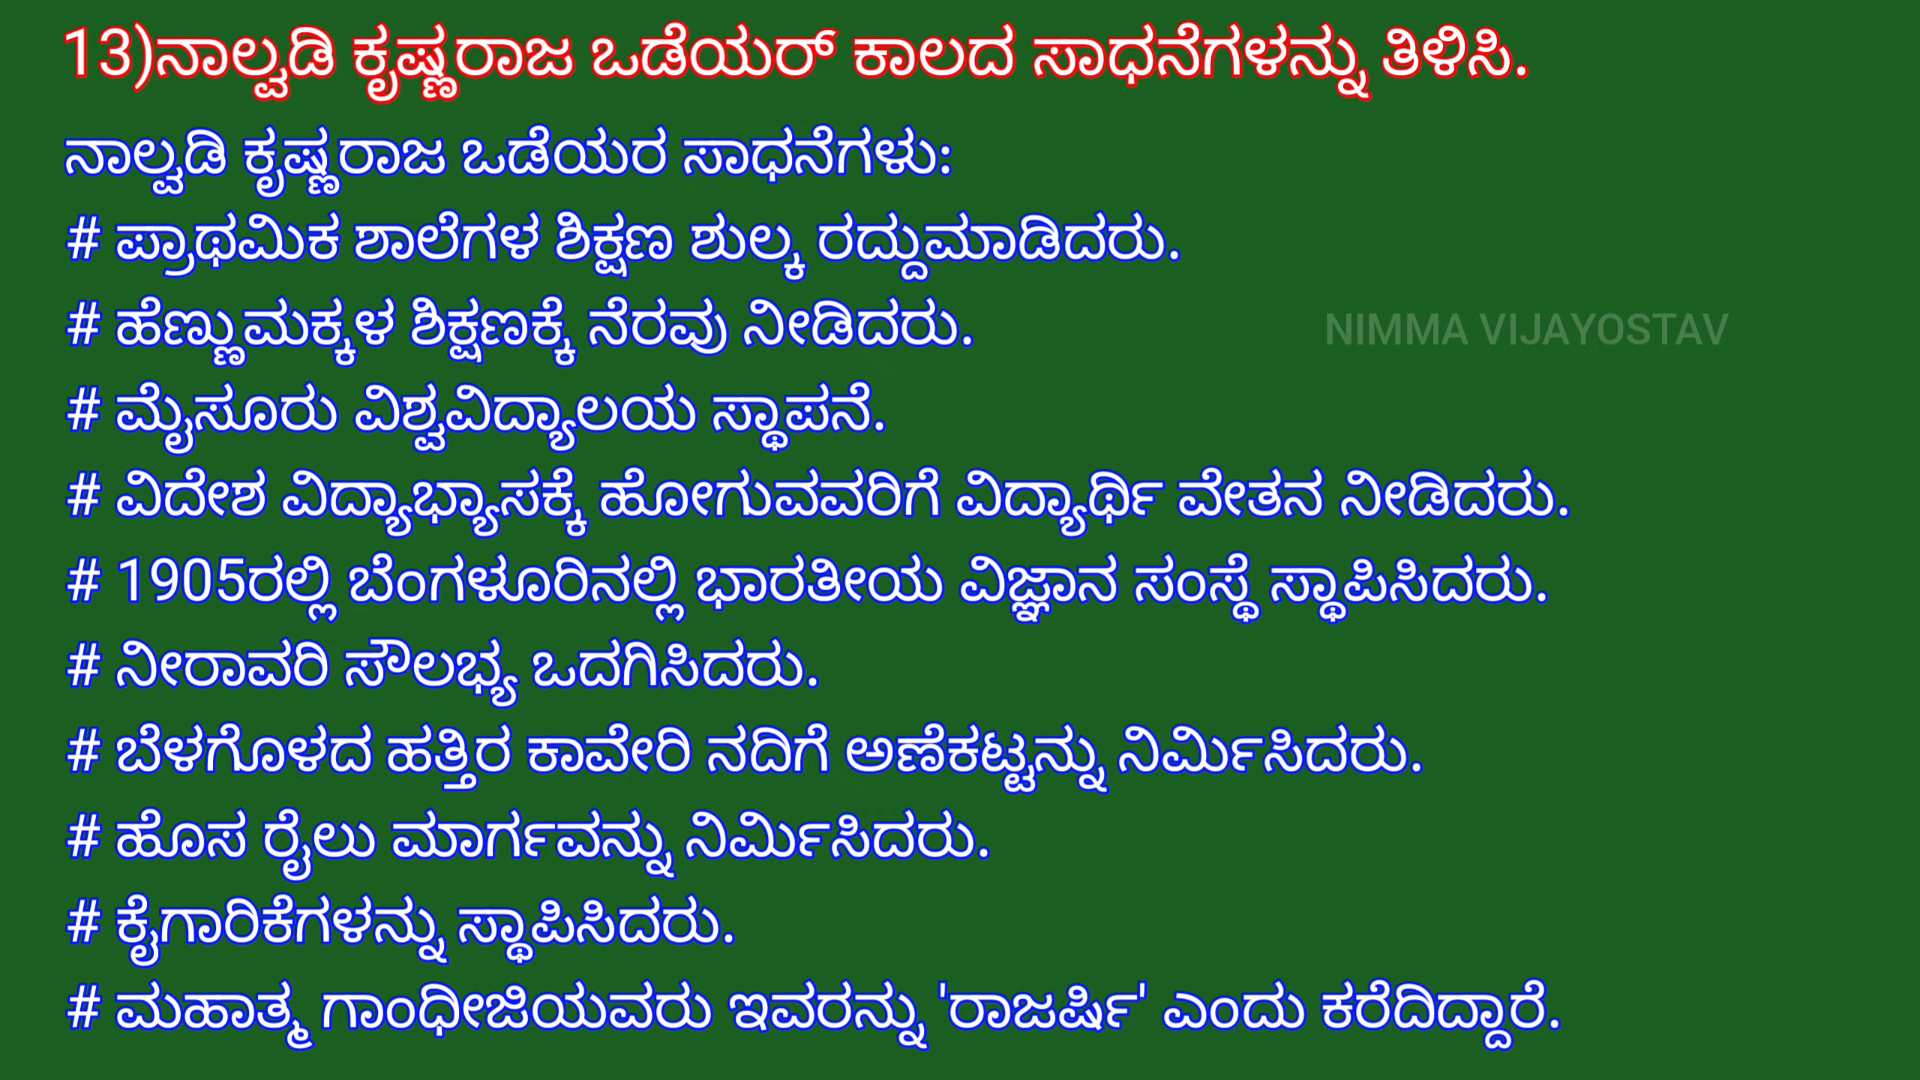 13)ನಾಲ್ವಡಿ ಕೃಷ್ಣರಾಜ ಒಡೆಯರ್ ಕಾಲದ ಸಾಧನೆಗಳನ್ನು ತಿಳಿಸಿ.
ನಾಲ್ವಡಿ ಕೃಷ್ಣರಾಜ ಒಡೆಯರ ಸಾಧನೆಗಳು:
# ಪ್ರಾಥಮಿಕ ಶಾಲೆಗಳ ಶಿಕ್ಷಣ ಶುಲ್ಕ ರದ್ದುಮಾಡಿದರು.
# ಹೆಣ್ಣುಮಕ್ಕಳ ಶಿಕ್ಷಣಕ್ಕೆ ನೆರವು ನೀಡಿದರು.
NIMMA VIJAYOSTAV
# ಮೈಸೂರು ವಿಶ್ವವಿದ್ಯಾಲಯ ಸ್ಥಾಪನೆ.
# ವಿದೇಶ ವಿದ್ಯಾಭ್ಯಾಸಕ್ಕೆ ಹೋಗುವವರಿಗೆ ವಿದ್ಯಾರ್ಥಿ ವೇತನ ನೀಡಿದರು.
# 1905ರಲ್ಲಿ ಬೆಂಗಳೂರಿನಲ್ಲಿ ಭಾರತೀಯ ವಿಜ್ಞಾನ ಸಂಸ್ಥೆ ಸ್ಥಾಪಿಸಿದರು.
# ನೀರಾವರಿ ಸೌಲಭ್ಯ ಒದಗಿಸಿದರು.
# ಬೆಳಗೊಳದ ಹತ್ತಿರ ಕಾವೇರಿ ನದಿಗೆ ಅಣೆಕಟ್ಟನ್ನು ನಿರ್ಮಿಸಿದರು.
# ಹೊಸ ರೈಲು ಮಾರ್ಗವನ್ನು ನಿರ್ಮಿಸಿದರು.
# ಕೈಗಾರಿಕೆಗಳನ್ನು ಸ್ಥಾಪಿಸಿದರು.
# ಮಹಾತ್ಮ ಗಾಂಧೀಜಿಯವರು ಇವರನ್ನು 'ರಾಜರ್ಷಿ' ಎಂದು ಕರೆದಿದ್ದಾರೆ.